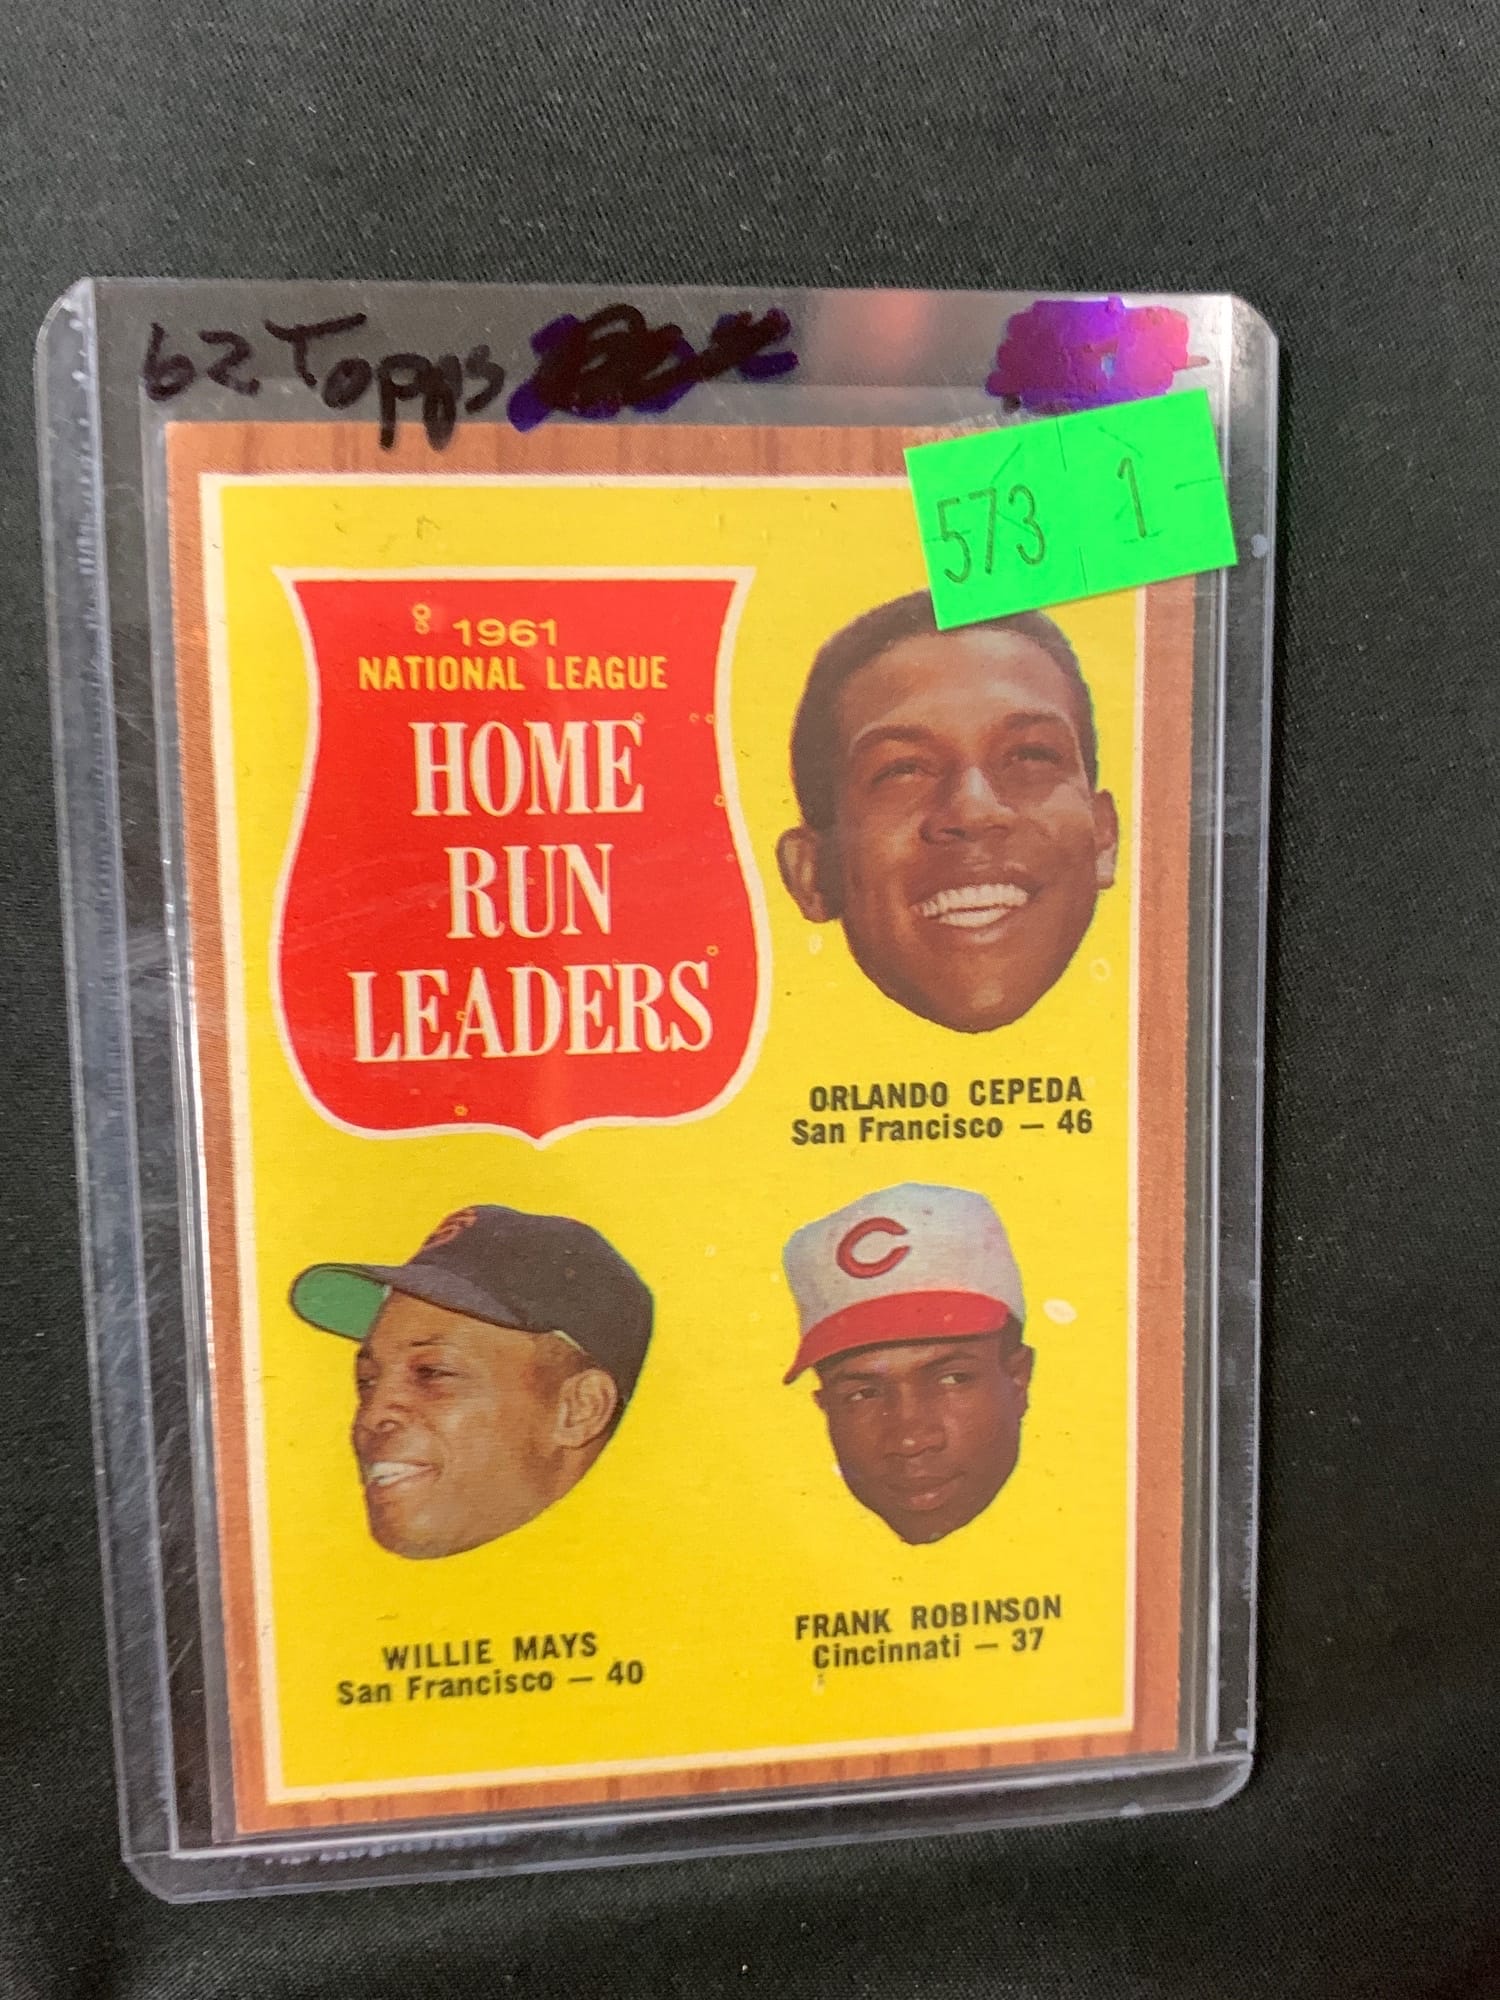 62 Topps
573 1
1961
NATIONAL LEAGUE
HOME
RUN
LEADERS
ORLANDO CEPEDA
San Francisco — 46
C
WILLIE MAYS
San Francisco — 40
FRANK ROBINSON
Cincinnati — 37